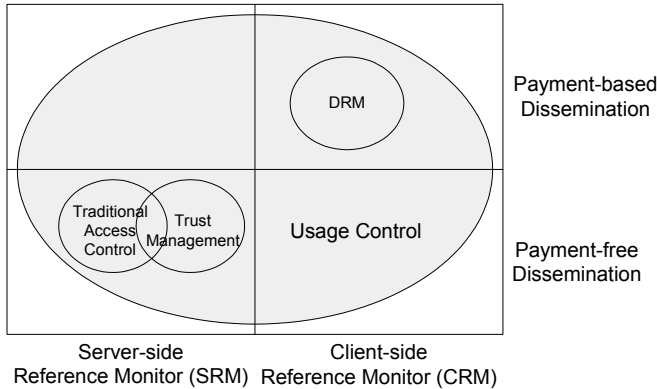 DRM
Payment-based
Dissemination
Traditional
Access
Control
Trust
Management
Usage Control
Payment-free
Dissemination
Server-side
Reference Monitor (SRM)
Client-side
Reference Monitor (CRM)